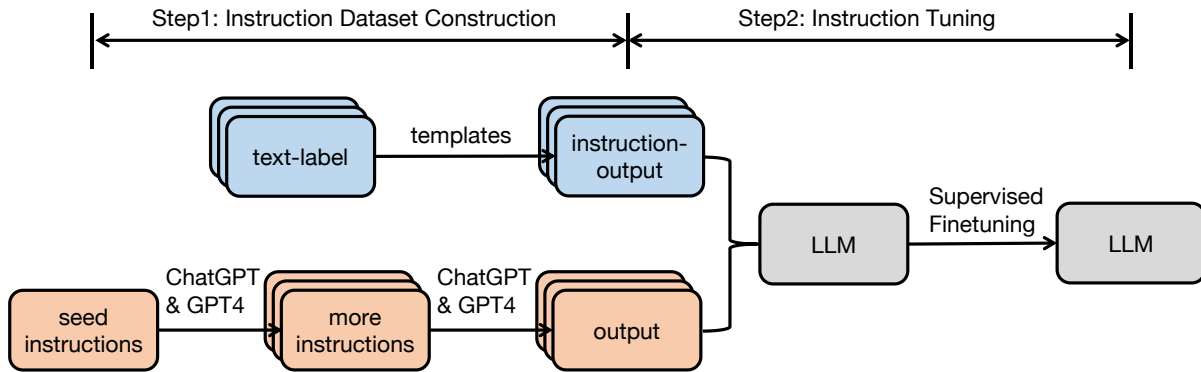 Step1: Instruction Dataset Construction
Step2: Instruction Tuning
text-label
templates
instruction-
output
LLM
Supervised
Finetuning
LLM
seed
instructions
ChatGPT
& GPT4
more
instructions
ChatGPT
& GPT4
output